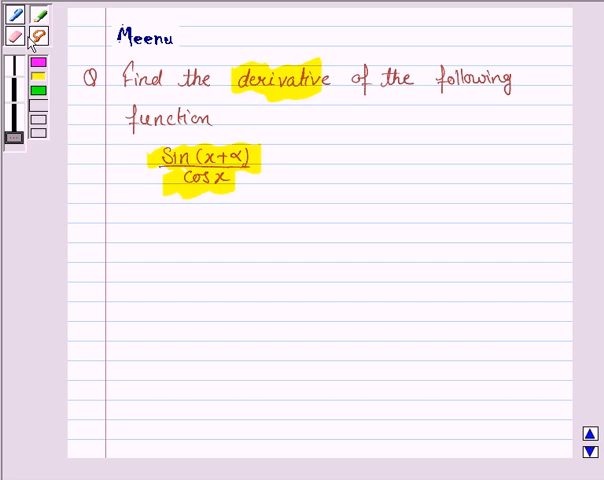 Meenu
Q Find the derivative of the following
function
Sin (x+α)
Cos x